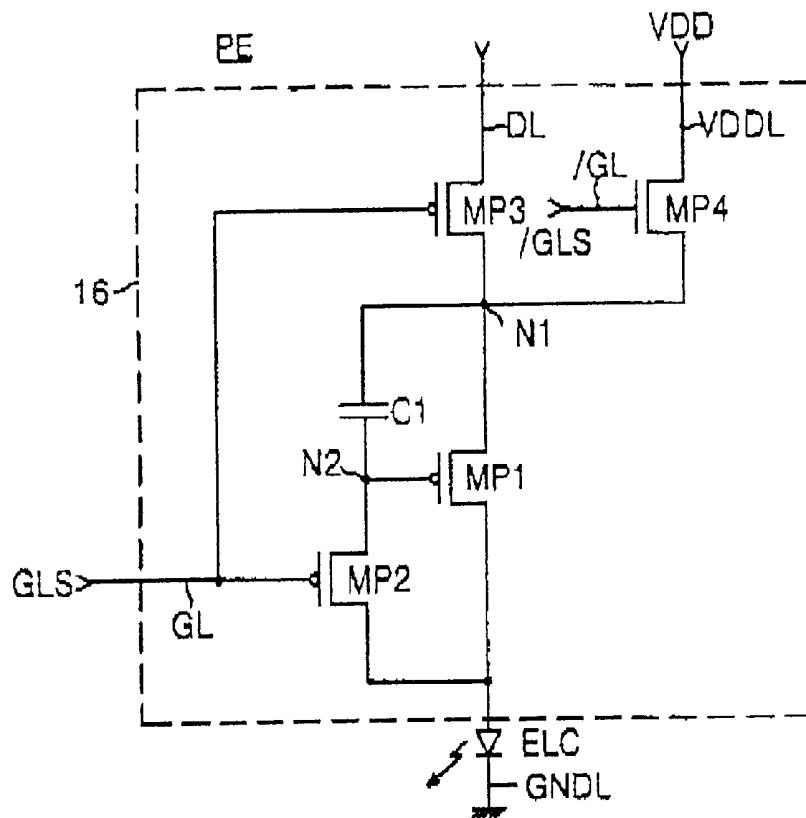 PE
VDD
DL
VDDL
/GL
MP3
MP4
/GLS
16
N1
C1
N2
MP1
GLS
MP2
GL
ELC
GNDL